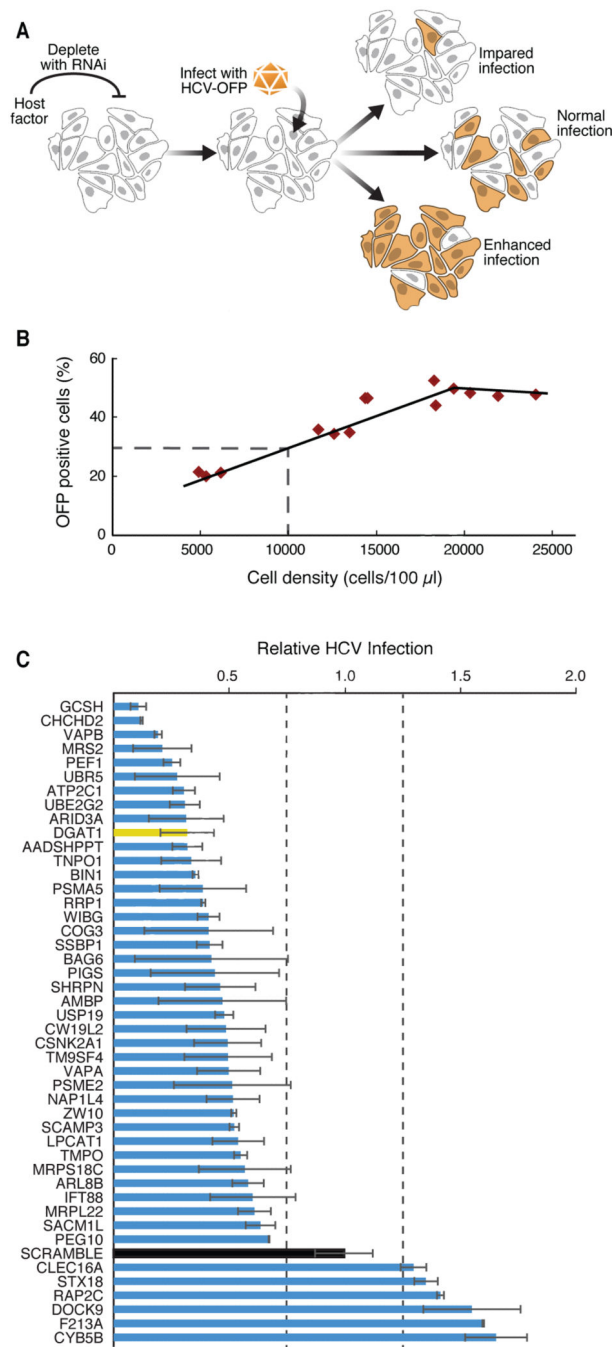 A
Deplete with RNAi
Host
factor
Infect with
HCV-OFP
Impared
infection
Normal
infection
Enhanced
infection
B
OFP positive cells (%)
60
40
20
0
0 5000 10000 15000 20000 25000
Cell density (cells/100 µl)
C
Relative HCV Infection
0.5 1.0 1.5 2.0
GCSH
CHCHD2
VAPB
MRS2
PEF1
UBR5
ATP2C1
UBE2G2
ARID3A
DGAT1
AADSHPPT
TNPO1
BIN1
PSMA5
RRP1
WIBG
COG3
SSBP1
BAG6
PIGS
SHRPN
AMBP
USP19
CW19L2
CSNK2A1
TM9SF4
VAPA
PSME2
NAP1L4
ZW10
SCAMP3
LPCAT1
TMPO
MRPS18C
ARL8B
IFT88
MRPL22
SACM1L
PEG10
SCRAMBLE
CLEC16A
STX18
RAP2C
DOCK9
F213A
CYB5B